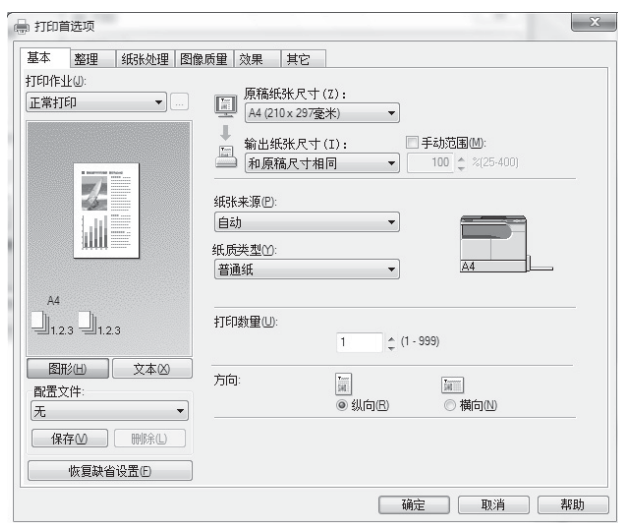 打印首选项
基本 整理 纸张处理 图像质量 效果 其它
打印作业(J):
正常打印
...
A4
1.2.3 1.2.3
图形(H) 文本(X)
配置文件:
无
保存(V) 删除(L)
恢复缺省设置(F)
原稿纸张尺寸(Z):
A4 (210 x 297毫米)
输出纸张尺寸(I):
和原稿尺寸相同
手动范围(M):
100 %(25-400)
纸张来源(P):
自动
纸质类型(Y):
普通纸
A4
打印数量(U):
1 (1 - 999)
方向:
纵向(R) 横向(N)
确定 取消 帮助